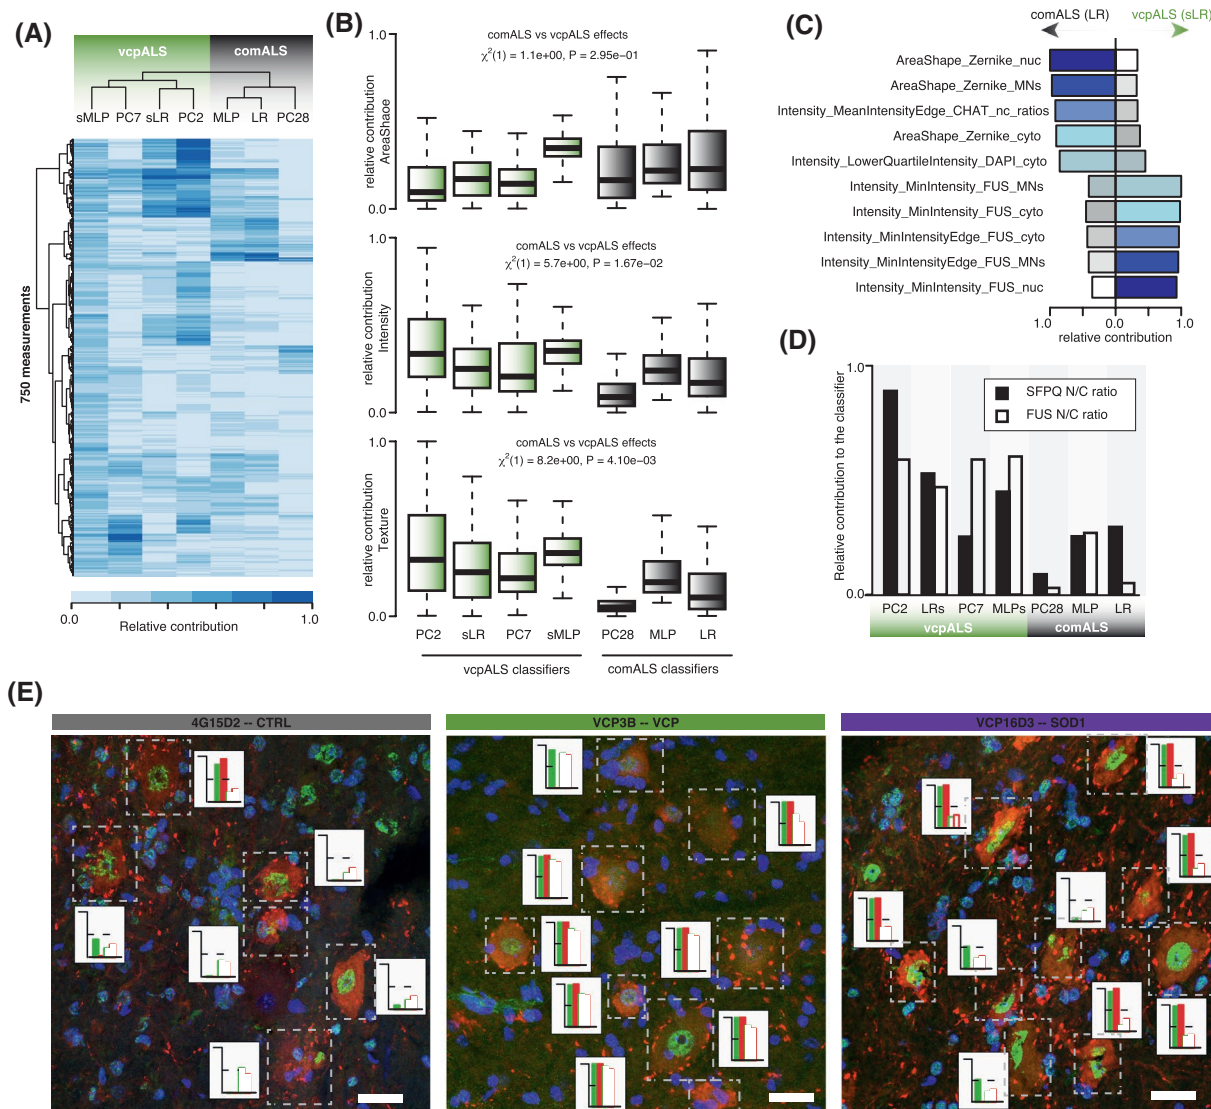 (A)
vcpALS
comALS
sMLP PC7 sLR PC2 MLP LR PC28
750 measurements
0.0
1.0
Relative contribution
(B)
1.0
relative contribution
AreaShaoe
0.0
comALS vs vcpALS effects
χ²(1) = 1.1e+00, P = 2.95e−01
1.0
relative contribution
Intensity
0.0
comALS vs vcpALS effects
χ²(1) = 5.7e+00, P = 1.67e−02
1.0
relative contribution
Texture
0.0
comALS vs vcpALS effects
χ²(1) = 8.2e+00, P = 4.10e−03
PC2 sLR PC7 sMLP PC28 MLP LR
vcpALS classifiers
comALS classifiers
(C)
comALS (LR)
vcpALS (sLR)
AreaShape_Zernike_nuc
AreaShape_Zernike_MNs
Intensity_MeanIntensityEdge_CHAT_nc_ratios
AreaShape_Zernike_cyto
Intensity_LowerQuartileIntensity_DAPI_cyto
Intensity_MinIntensity_FUS_MNs
Intensity_MinIntensity_FUS_cyto
Intensity_MinIntensityEdge_FUS_cyto
Intensity_MinIntensityEdge_FUS_MNs
Intensity_MinIntensity_FUS_nuc
1.0 0.0 1.0
relative contribution
(D)
1.0
Relative contribution to the classifier
0.0
SFPQ N/C ratio
FUS N/C ratio
PC2 LRs PC7 MLPs PC28 MLP LR
vcpALS
comALS
(E)
4G15D2 -- CTRL
VCP3B -- VCP
VCP16D3 -- SOD1